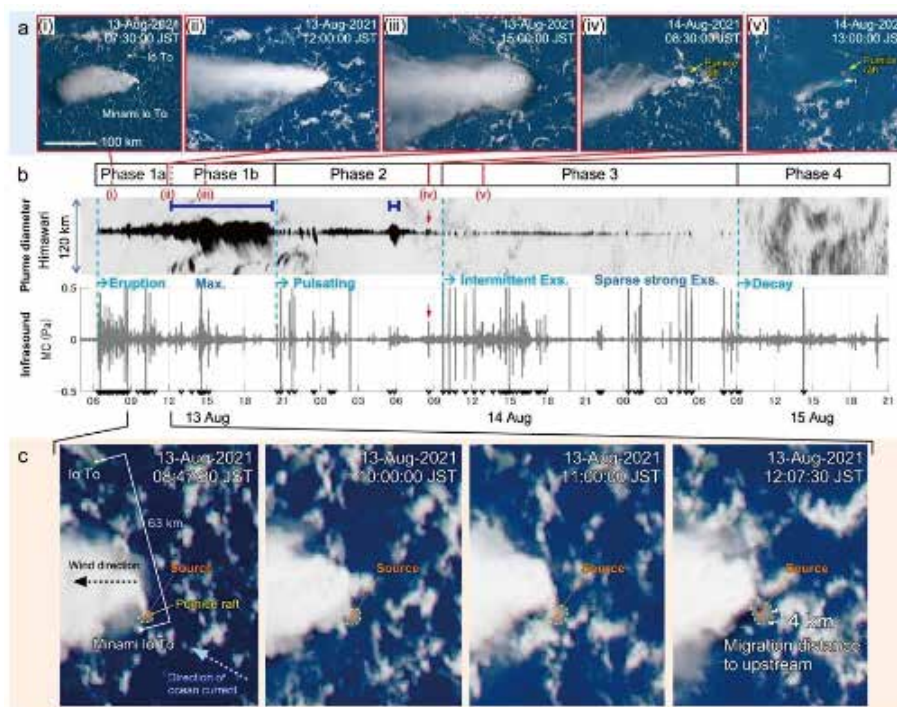 a
(i)
13-Aug-2021
07:30:00 JST
Io To
Minami Io To
100 km
(ii)
13-Aug-2021
12:00:00 JST
(iii)
13-Aug-2021
15:00:00 JST
(iv)
14-Aug-2021
08:30:00 JST
Pumice
raft
(v)
14-Aug-2021
13:00:00 JST
Pumice
raft
b
Phase 1a
Phase 1b
Phase 2
Phase 3
Phase 4
(i)
(ii)
(iii)
(iv)
(v)
Plume diameter
Himawari
120 km
→Eruption
Max.
→ Pulsating
→ Intermittent Exs.
Sparse strong Exs.
→Decay
Infrasound
MC (Pa)
0.5
0
0.5
06 09 12 15 18 21 00 03 06 09 12 15 18 21 00 03 06 09 12 15 18 21
13 Aug
14 Aug
15 Aug
c
13-Aug-2021
08:47:30 JST
Io To
63 km
Wind direction
Source
Pumice raft
Minami Io To
Direction of
ocean current
13-Aug-2021
10:00:00 JST
Source
13-Aug-2021
11:00:00 JST
Source
13-Aug-2021
12:07:30 JST
Source
4 km
Migration distance
to upstream